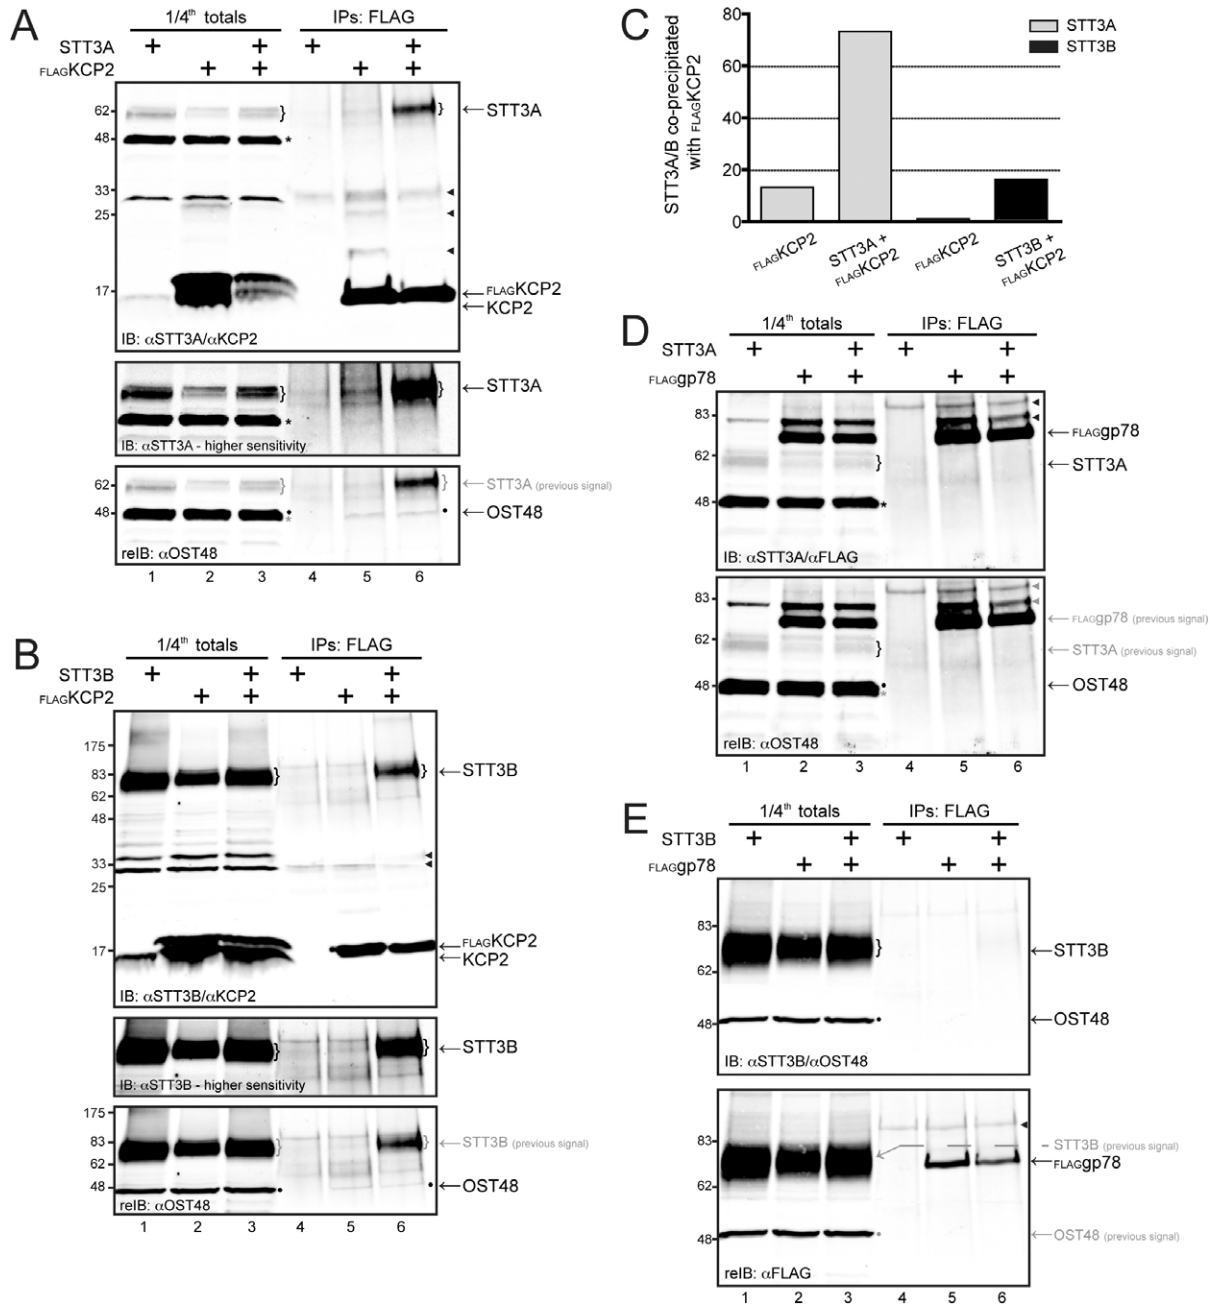 A
1/4th totals IPs: FLAG
STT3A + + + +
FLAGKCP2 + + + +
62
48
33
25
17
} * }
←STT3A
←FLAGKCP2
←KCP2
IB: αSTT3A/αKCP2
} * }
←STT3A
IB: αSTT3A - higher sensitivity
62
48
} * }
←STT3A (previous signal)
←OST48
reIB: αOST48
1 2 3 4 5 6
B
1/4th totals IPs: FLAG
STT3B + + + +
FLAGKCP2 + + + +
175
83
62
48
33
25
17
} }
←STT3B
←FLAGKCP2
←KCP2
IB: αSTT3B/αKCP2
} }
←STT3B
IB: αSTT3B - higher sensitivity
175
83
62
48
} }
←STT3B (previous signal)
←OST48
reIB: αOST48
1 2 3 4 5 6
C
STT3A/B co-precipitated
with FLAGKCP2
80
60
40
20
0
STT3A
STT3B
FLAGKCP2
STT3A +
FLAGKCP2
FLAGKCP2
STT3B +
FLAGKCP2
D
1/4th totals IPs: FLAG
STT3A + + + +
FLAGgp78 + + + +
83
62
48
} *
←FLAGgp78
←STT3A
IB: αSTT3A/αFLAG
83
62
48
} *
←FLAGgp78 (previous signal)
←STT3A (previous signal)
←OST48
reIB: αOST48
1 2 3 4 5 6
E
1/4th totals IPs: FLAG
STT3B + + + +
FLAGgp78 + + + +
83
62
48
}
←STT3B
←OST48
IB: αSTT3B/αOST48
83
62
48
STT3B (previous signal)
←FLAGgp78
←OST48 (previous signal)
reIB: αFLAG
1 2 3 4 5 6